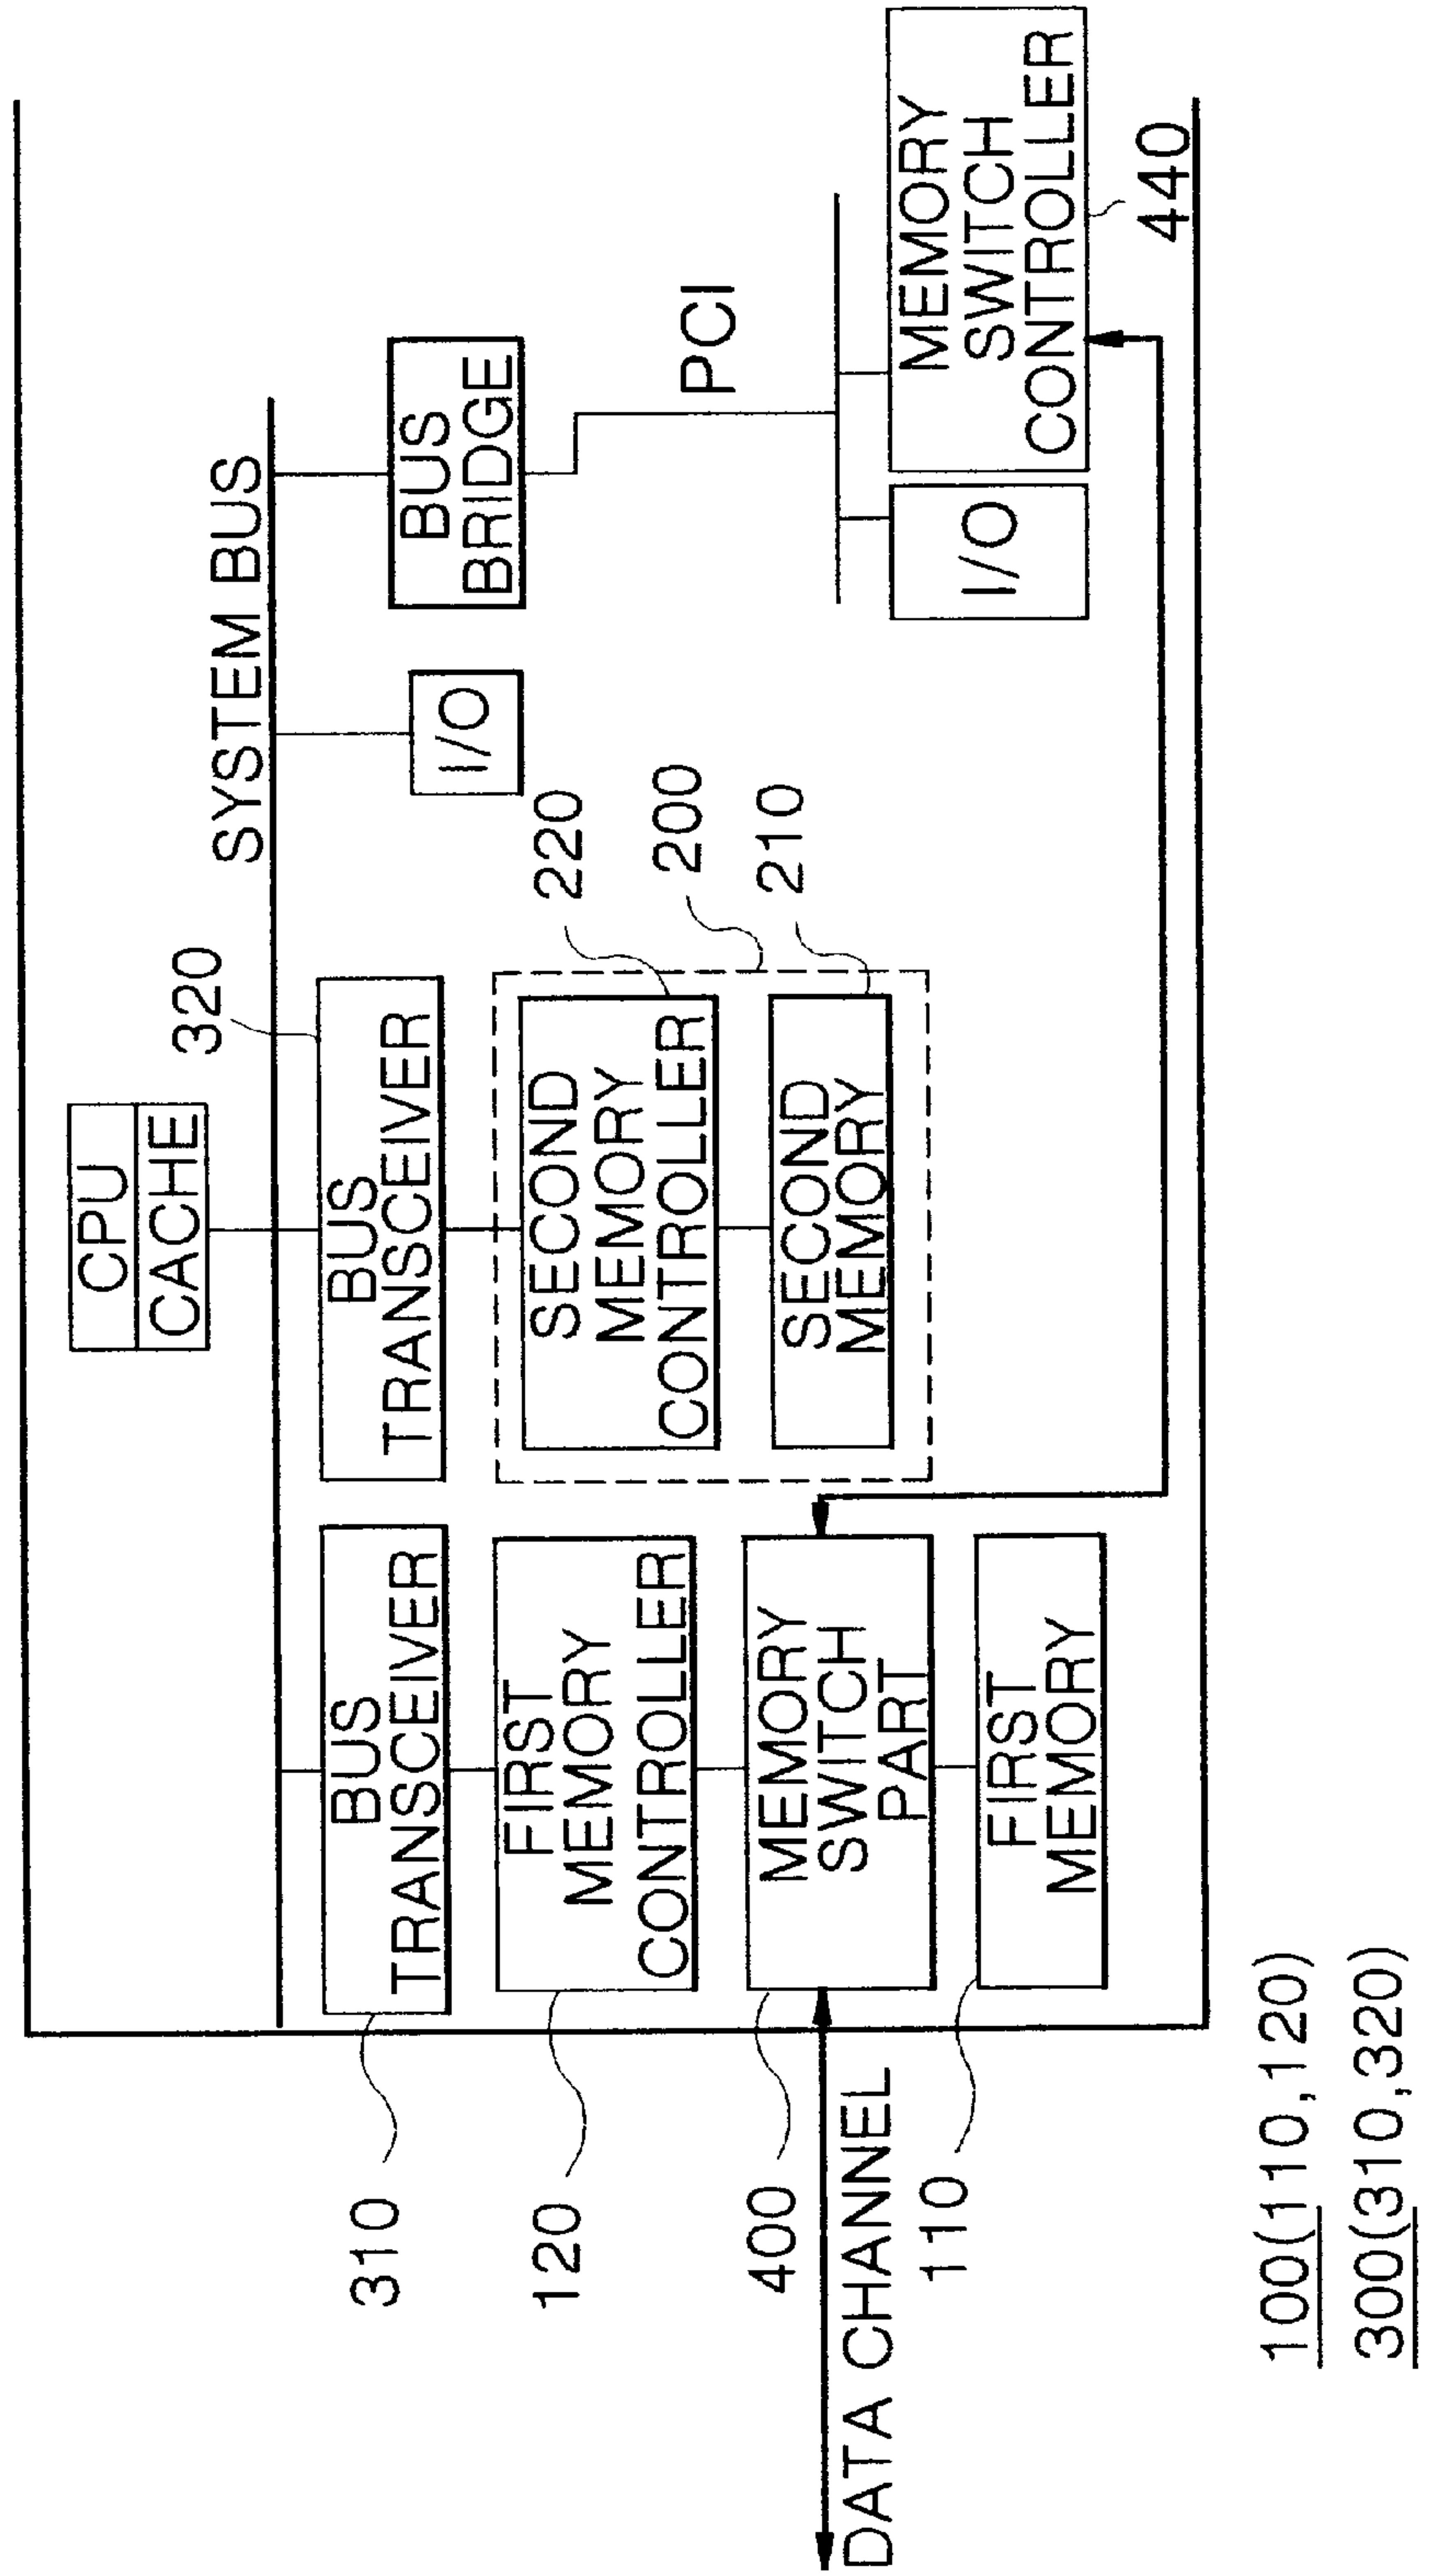 CPU
CACHE
SYSTEM BUS
310
BUS
TRANSCEIVER
320
BUS
TRANSCEIVER
I/O
BUS
BRIDGE
120
FIRST
MEMORY
CONTROLLER
SECOND
MEMORY
CONTROLLER
220
200
210
PCI
400
MEMORY
SWITCH
PART
SECOND
MEMORY
DATA CHANNEL
110
FIRST
MEMORY
I/O
MEMORY
SWITCH
CONTROLLER
440
100(110,120)
300(310,320)